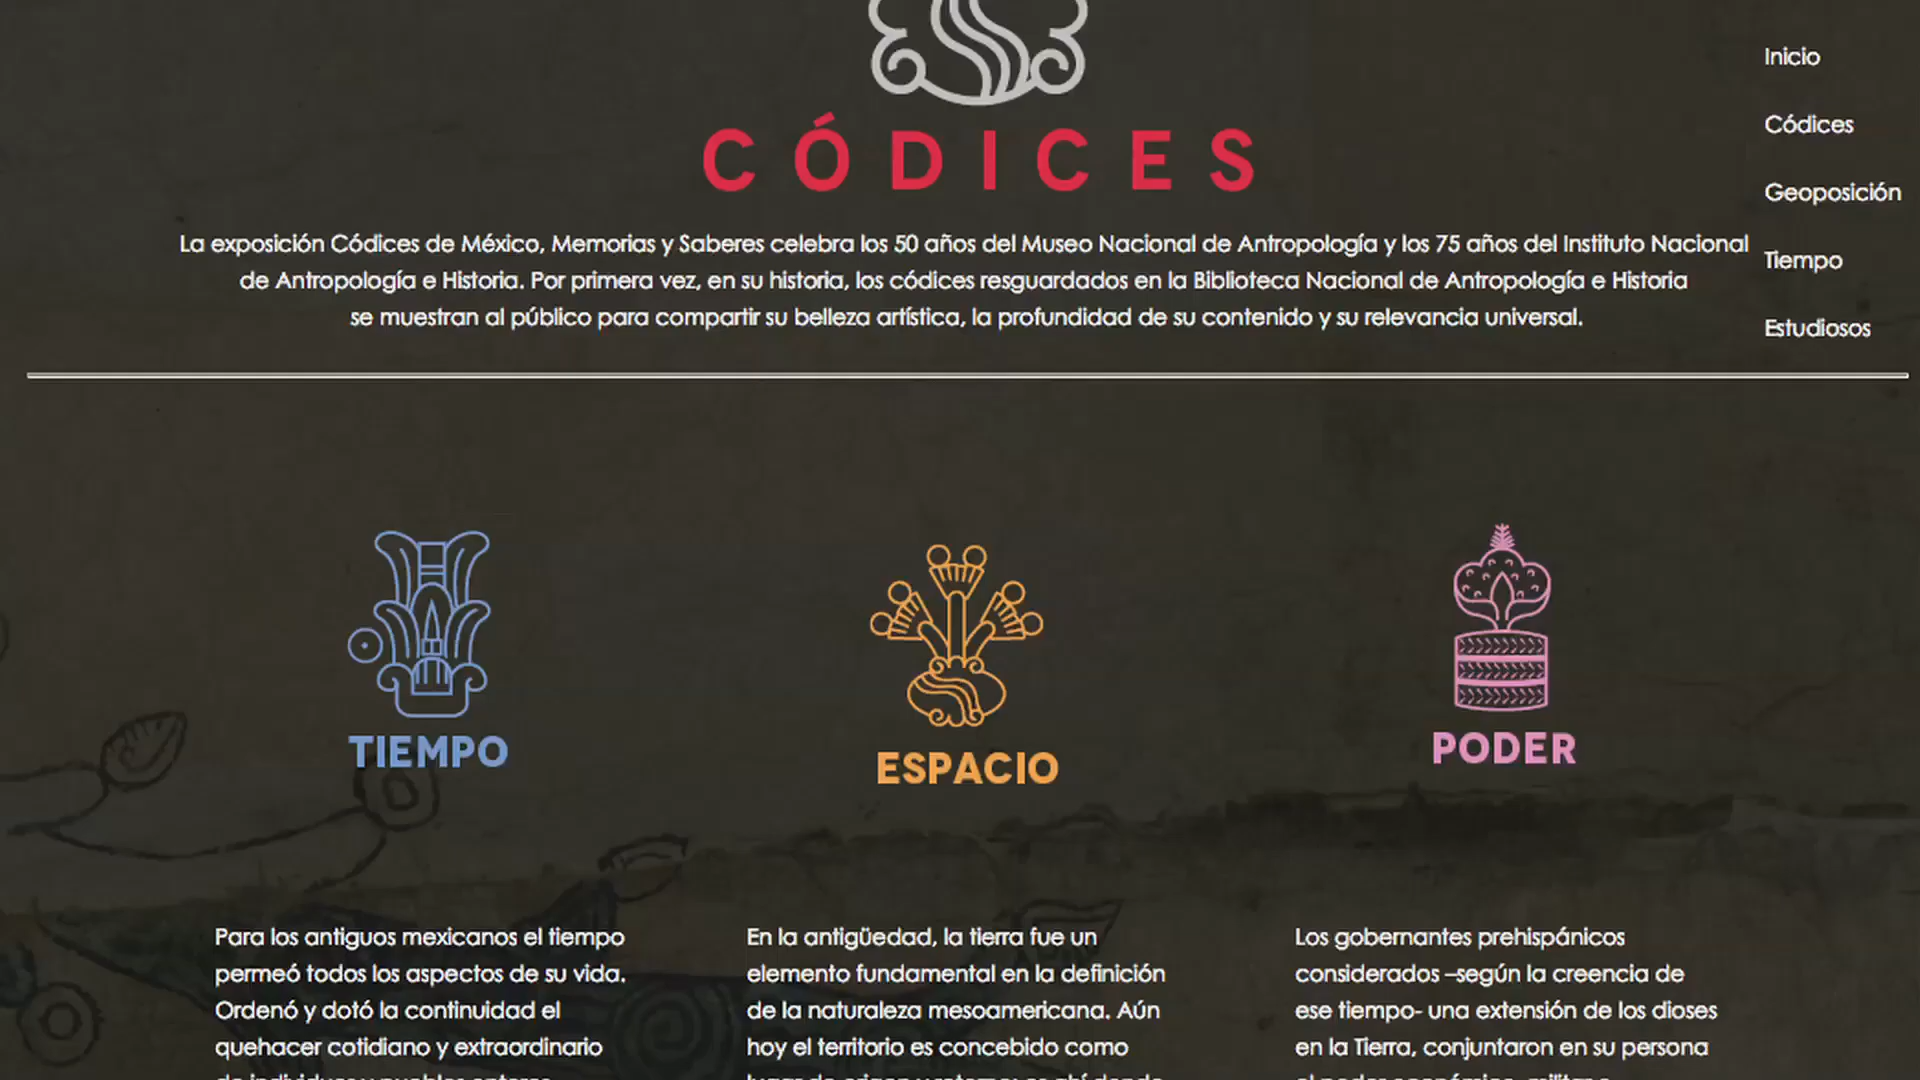 Inicio
Códices
Geoposición
Tiempo
Estudiosos
CÓDICES
La exposición Códices de México, Memorias y Saberes celebra los 50 años del Museo Nacional de Antropología y los 75 años del Instituto Nacional
de Antropología e Historia. Por primera vez, en su historia, los códices resguardados en la Biblioteca Nacional de Antropología e Historia
se muestran al público para compartir su belleza artística, la profundidad de su contenido y su relevancia universal.
TIEMPO
Para los antiguos mexicanos el tiempo
permeó todos los aspectos de su vida.
Ordenó y dotó la continuidad el
quehacer cotidiano y extraordinario
ESPACIO
En la antigüedad, la tierra fue un
elemento fundamental en la definición
de la naturaleza mesoamericana. Aún
hoy el territorio es concebido como
PODER
Los gobernantes prehispánicos
considerados –según la creencia de
ese tiempo- una extensión de los dioses
en la Tierra, conjuntaron en su persona